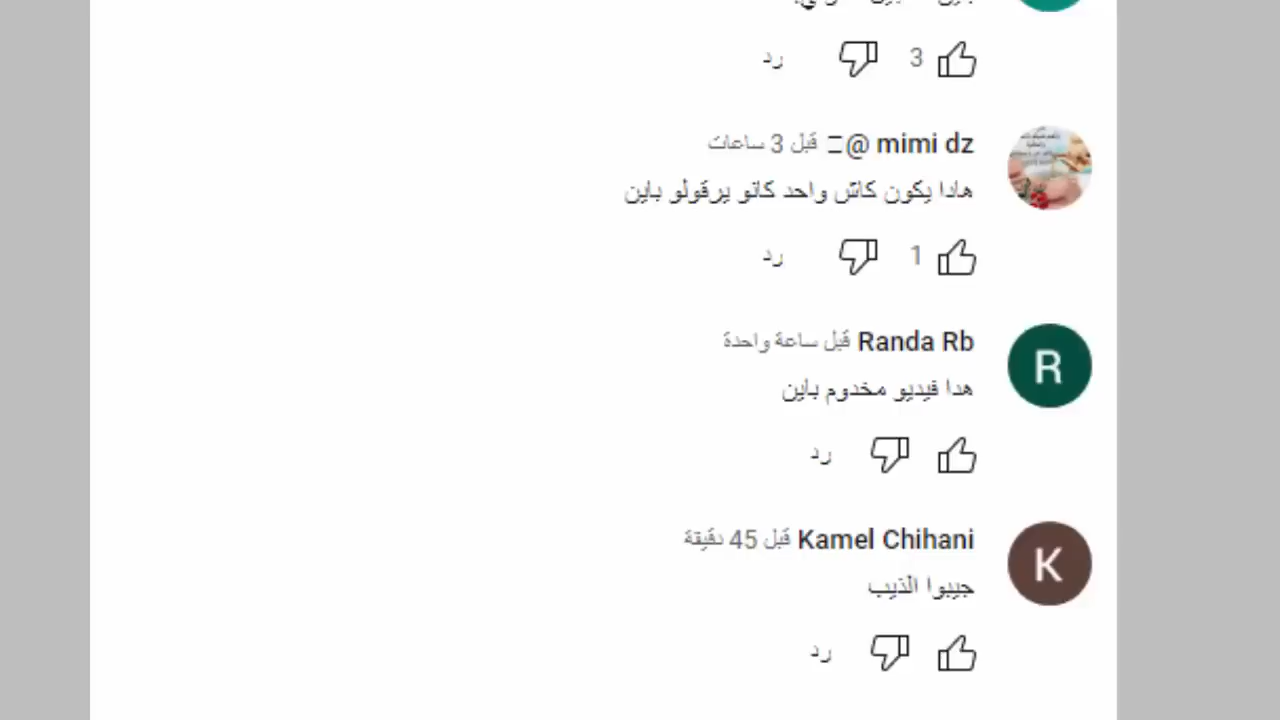 3 رد
mimi dz @ قبل 3 ساعات
هادا يكون كاش واحد كانو يرقولو باين
1 رد
Randa Rb قبل ساعة واحدة
R
هدا فيديو مخدوم باين
رد
Kamel Chihani قبل 45 دقيقة
K
جيبوا الذيب
رد